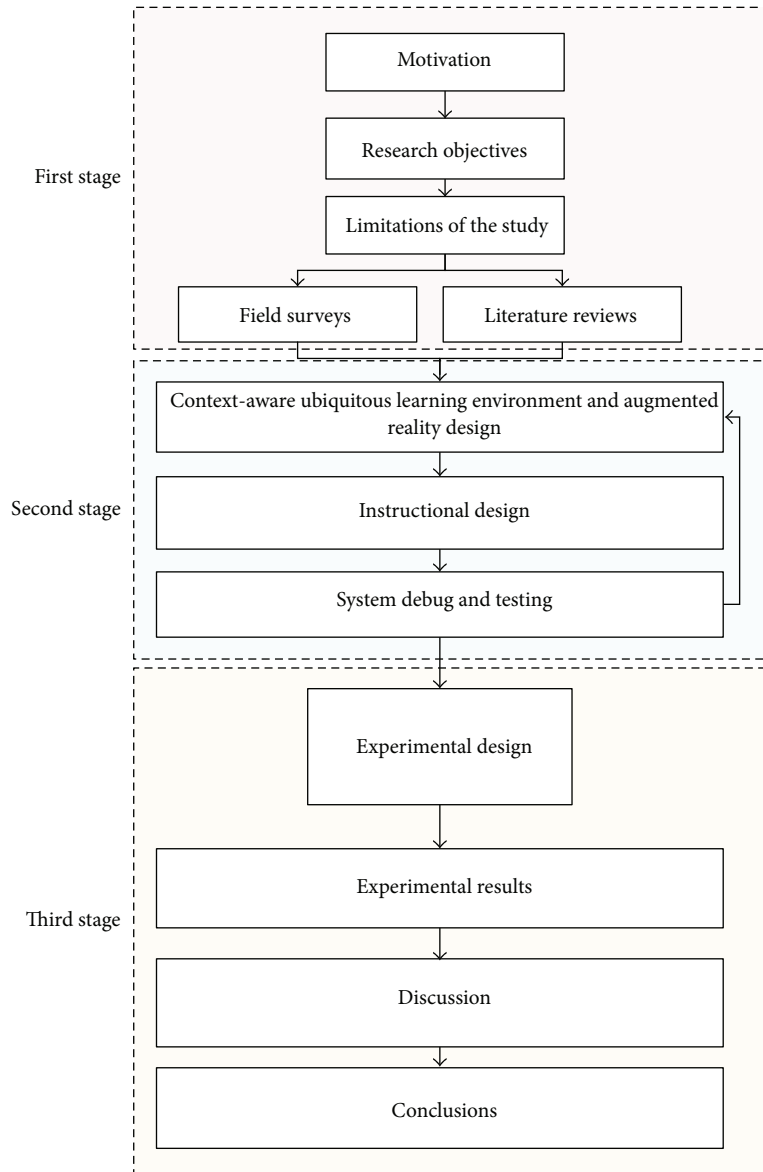 Motivation
Research objectives
First stage
Limitations of the study
Field surveys
Literature reviews
Context-aware ubiquitous learning environment and augmented
reality design
Second stage
Instructional design
System debug and testing
Experimental design
Experimental results
Third stage
Discussion
Conclusions